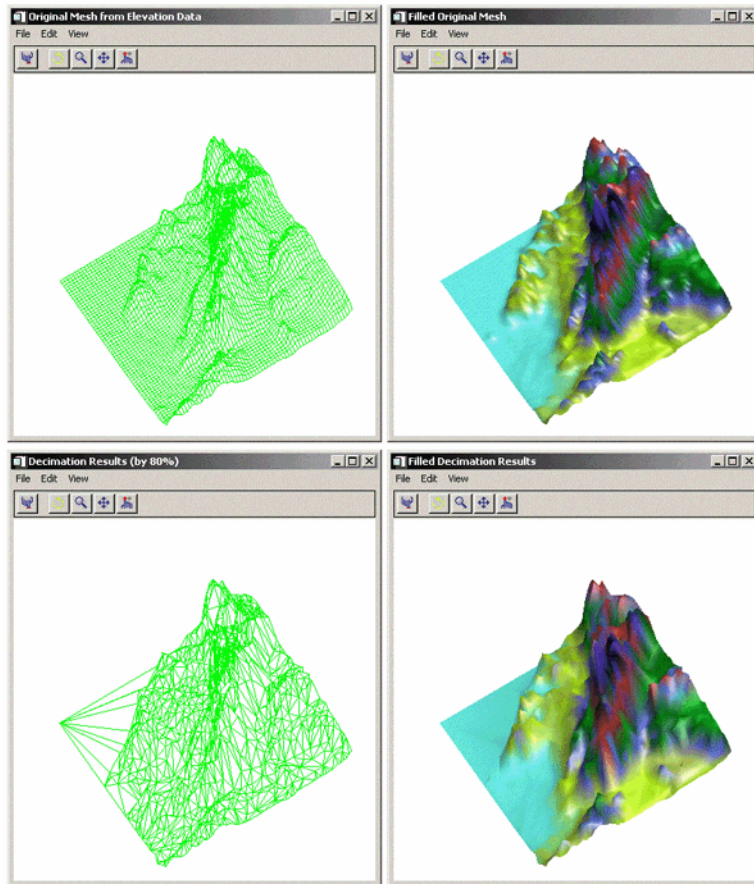 Original Mesh from Elevation Data
File Edit View
Filled Original Mesh
File Edit View
Decimation Results (by 80%)
File Edit View
Filled Decimation Results
File Edit View